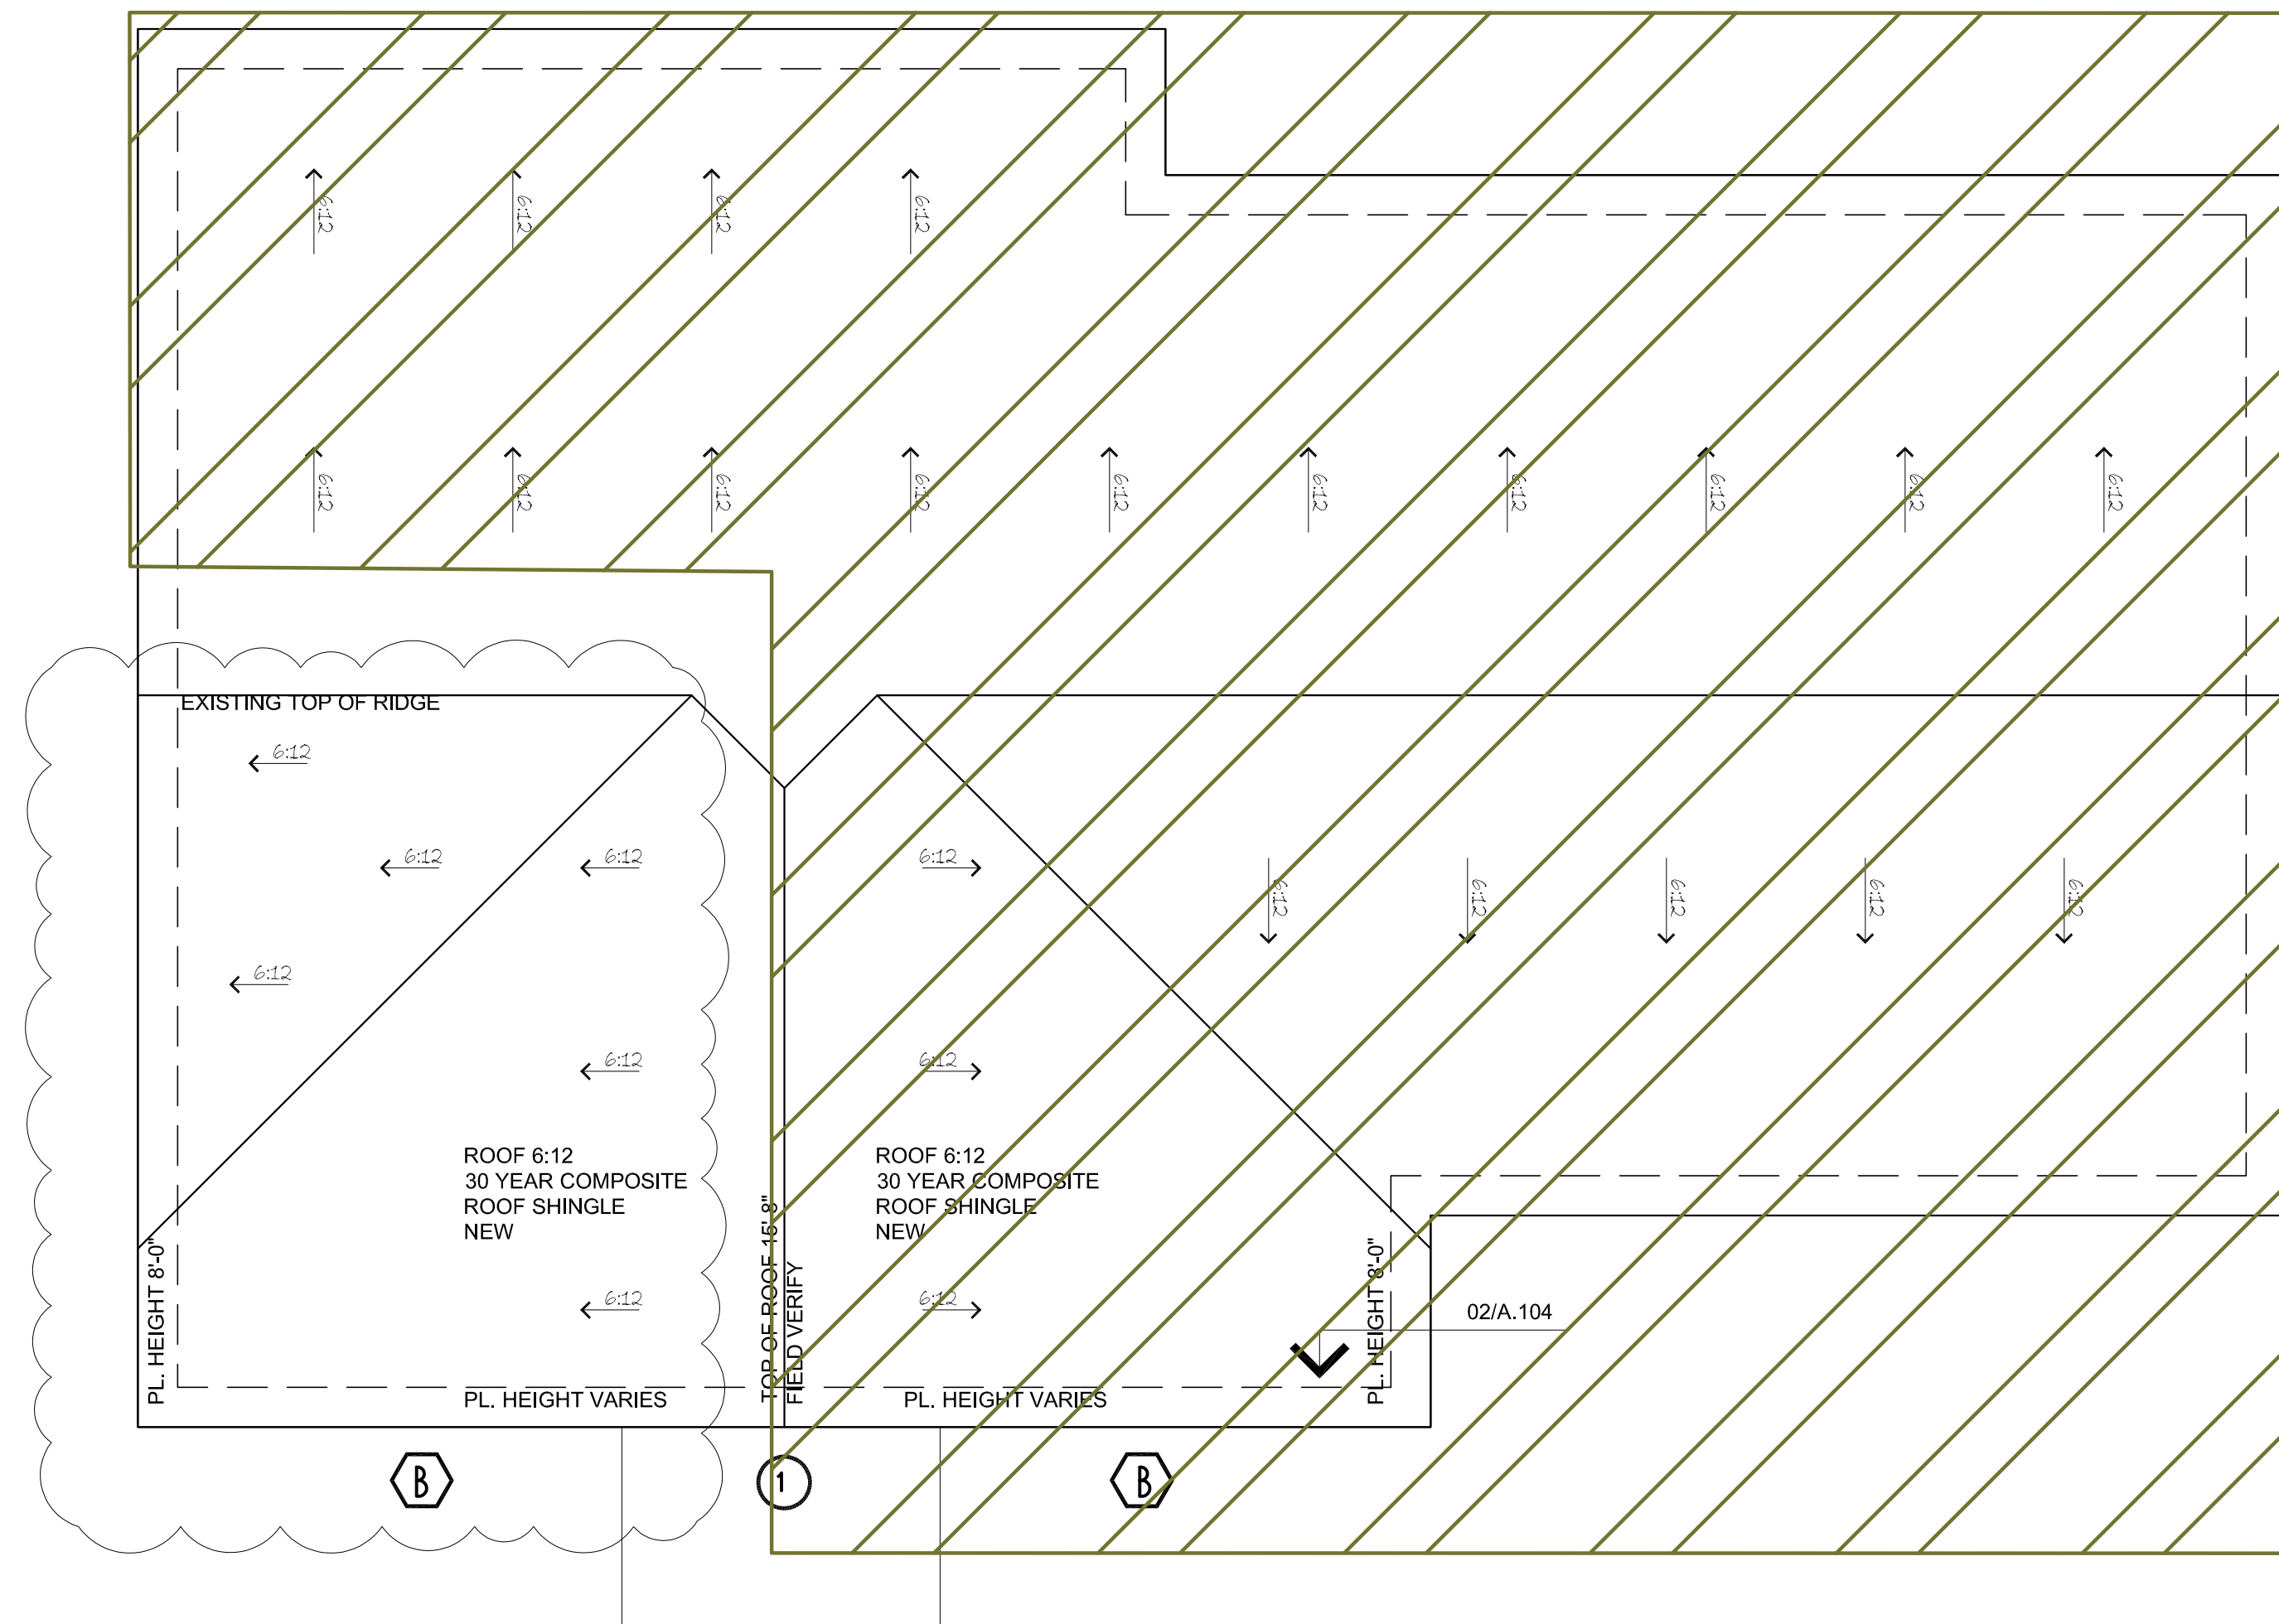 6:12
6:12
6:12
6:12
6:12
6:12
6:12
6:12
6:12
6:12
6:12
6:12
6:12
6:12
EXISTING TOP OF RIDGE
6:12
6:12
6:12
6:12
6:12
6:12
6:12
6:12
6:12
6:12
6:12
6:12
ROOF 6:12
30 YEAR COMPOSITE
ROOF SHINGLE
NEW
ROOF 6:12
30 YEAR COMPOSITE
ROOF SHINGLE
NEW
6:12
6:12
PL. HEIGHT 8'-0"
TOP OF ROOF 15' 8"
FIELD VERIFY
PL. HEIGHT 8'-0"
02/A.104
PL. HEIGHT VARIES
PL. HEIGHT VARIES
B
1
B